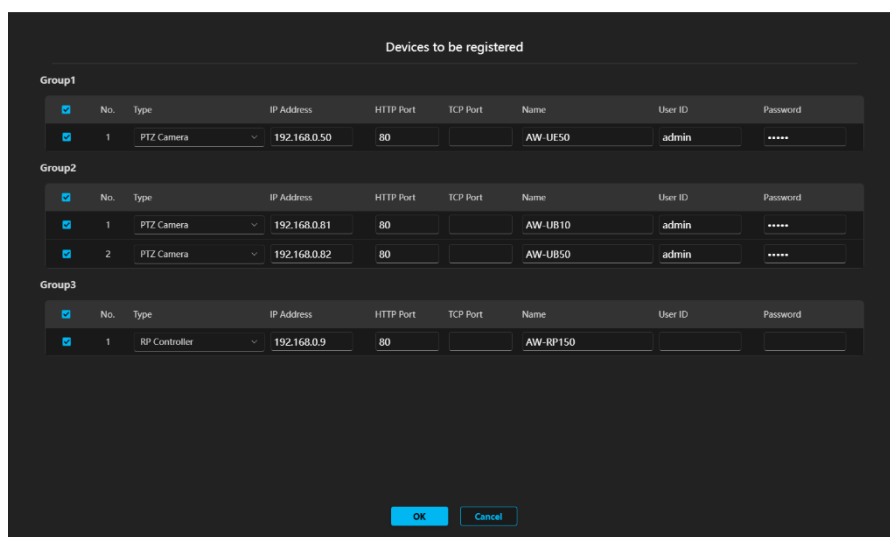 Devices to be registered
Group1
No. Type IP Address HTTP Port TCP Port Name User ID Password
1 PTZ Camera 192.168.0.50 80 AW-UE50 admin •••••
Group2
No. Type IP Address HTTP Port TCP Port Name User ID Password
1 PTZ Camera 192.168.0.81 80 AW-UB10 admin •••••
2 PTZ Camera 192.168.0.82 80 AW-UB50 admin •••••
Group3
No. Type IP Address HTTP Port TCP Port Name User ID Password
1 RP Controller 192.168.0.9 80 AW-RP150
OK Cancel